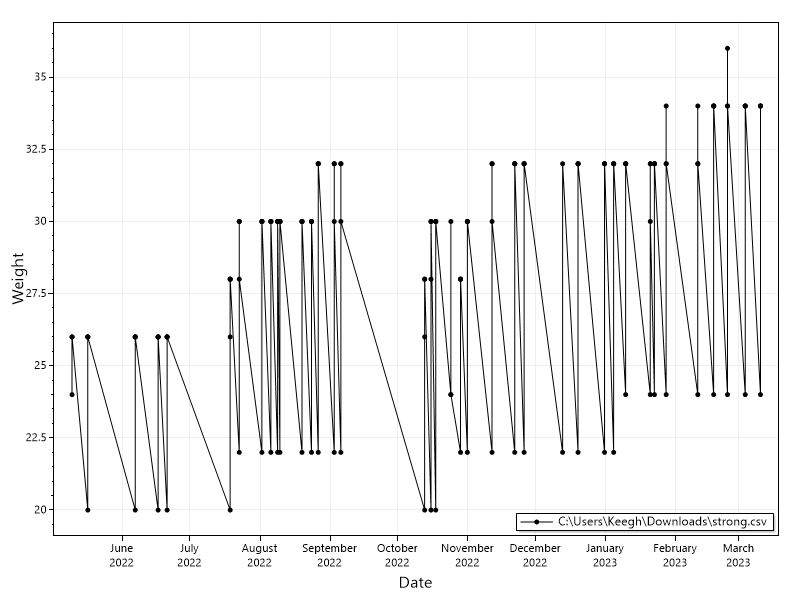 35
32.5
30
27.5
25
22.5
20
Weight
C:\Users\Keegh\Downloads\strong.csv
June July August September October November December January February March
2022 2022 2022 2022 2022 2022 2022 2023 2023 2023
Date